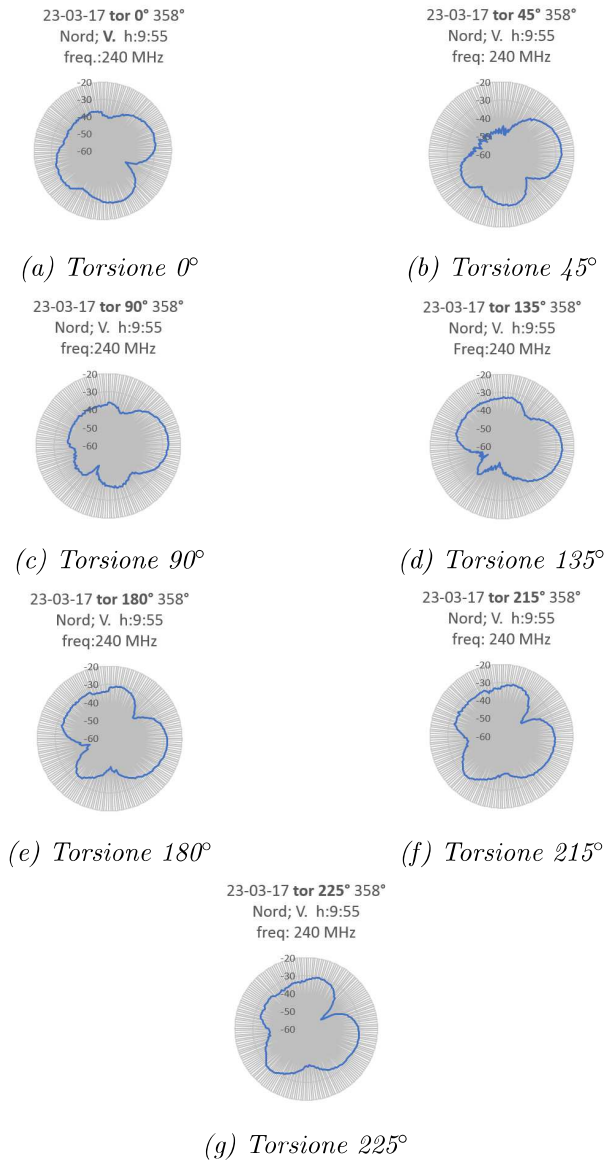 23-03-17 tor 0° 358°
Nord; V. h:9:55
freq.:240 MHz
-20
-30
-40
-50
-60
(a) Torsione 0°
23-03-17 tor 45° 358°
Nord; V. h:9:55
freq: 240 MHz
-20
-30
-40
-50
-60
(b) Torsione 45°
23-03-17 tor 90° 358°
Nord; V. h:9:55
freq:240 MHz
-20
-30
-40
-50
-60
(c) Torsione 90°
23-03-17 tor 135° 358°
Nord; V. h:9:55
Freq:240 MHz
-20
-30
-40
-50
-60
(d) Torsione 135°
23-03-17 tor 180° 358°
Nord; V. h:9:55
freq:240 MHz
-20
-30
-40
-50
-60
(e) Torsione 180°
23-03-17 tor 215° 358°
Nord; V. h:9:55
freq: 240 MHz
-20
-30
-40
-50
-60
(f) Torsione 215°
23-03-17 tor 225° 358°
Nord; V. h:9:55
freq: 240 MHz
-20
-30
-40
-50
-60
(g) Torsione 225°